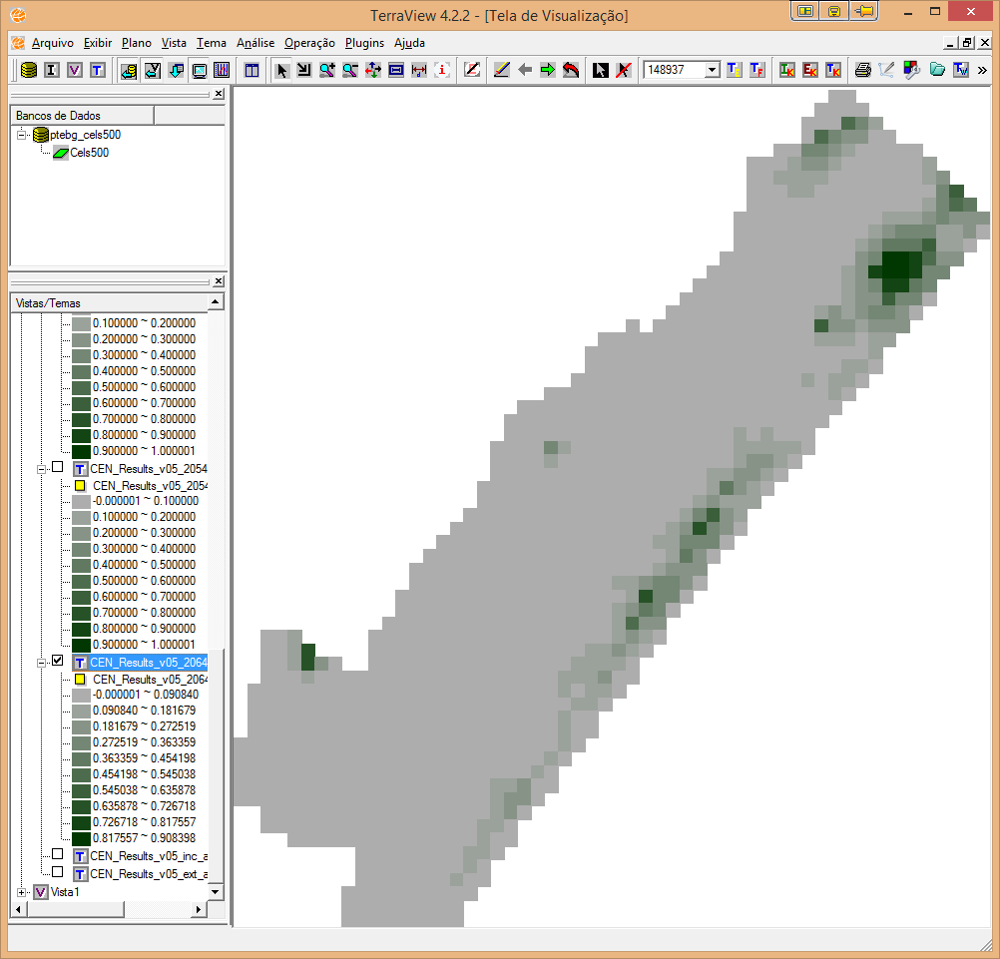 TerraView 4.2.2 - [Tela de Visualização]
Arquivo Exibir Plano Vista Tema Análise Operação Plugins Ajuda
148937
Bancos de Dados
ptebg_cels500
Cels500
Vistas/Temas
0.100000 ~ 0.200000
0.200000 ~ 0.300000
0.300000 ~ 0.400000
0.400000 ~ 0.500000
0.500000 ~ 0.600000
0.600000 ~ 0.700000
0.700000 ~ 0.800000
0.800000 ~ 0.900000
0.900000 ~ 1.000001
CEN_Results_v05_2054
CEN_Results_v05_2054
-0.000001 ~ 0.100000
0.100000 ~ 0.200000
0.200000 ~ 0.300000
0.300000 ~ 0.400000
0.400000 ~ 0.500000
0.500000 ~ 0.600000
0.600000 ~ 0.700000
0.700000 ~ 0.800000
0.800000 ~ 0.900000
0.900000 ~ 1.000001
CEN_Results_v05_2064
CEN_Results_v05_2064
-0.000001 ~ 0.090840
0.090840 ~ 0.181679
0.181679 ~ 0.272519
0.272519 ~ 0.363359
0.363359 ~ 0.454198
0.454198 ~ 0.545038
0.545038 ~ 0.635878
0.635878 ~ 0.726718
0.726718 ~ 0.817557
0.817557 ~ 0.908398
CEN_Results_v05_inc_a
CEN_Results_v05_ext_a
Vista1